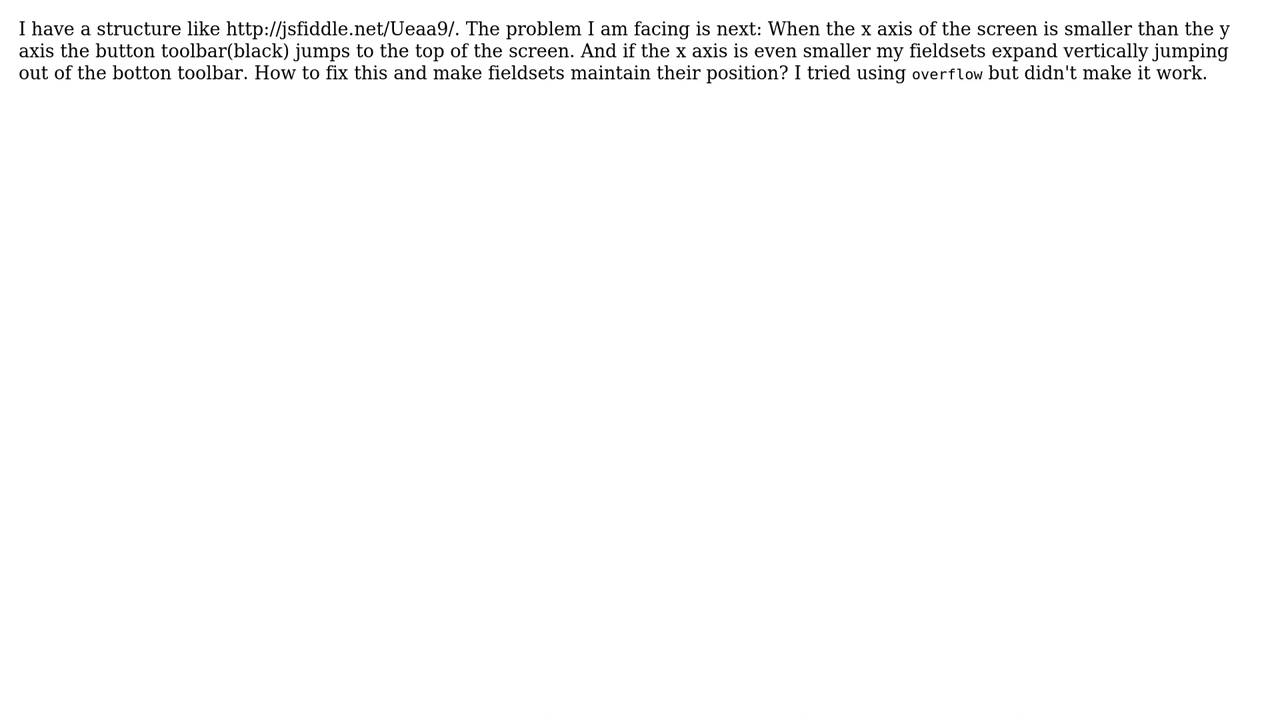 I have a structure like http://jsfiddle.net/Ueaa9/. The problem I am facing is next: When the x axis of the screen is smaller than the y
axis the button toolbar(black) jumps to the top of the screen. And if the x axis is even smaller my fieldsets expand vertically jumping
out of the botton toolbar. How to fix this and make fieldsets maintain their position? I tried using overflow but didn't make it work.